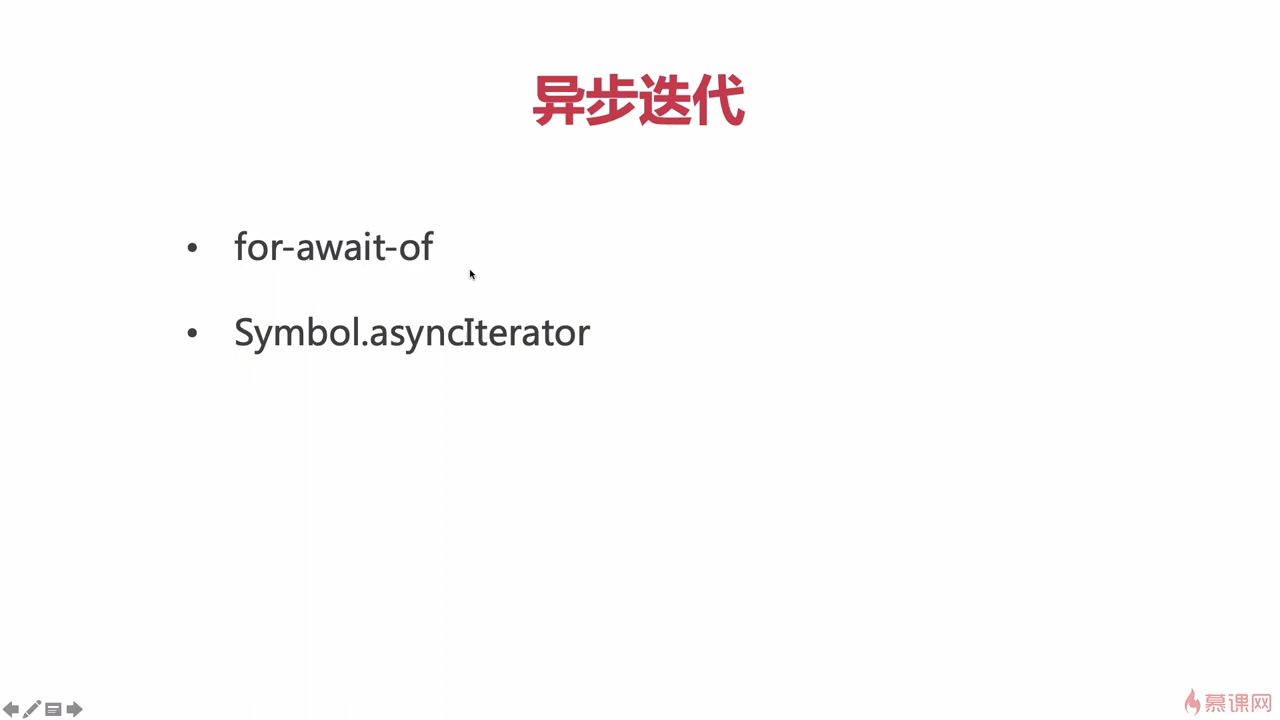 异步迭代
• for-await-of
• Symbol.asyncIterator
慕课网